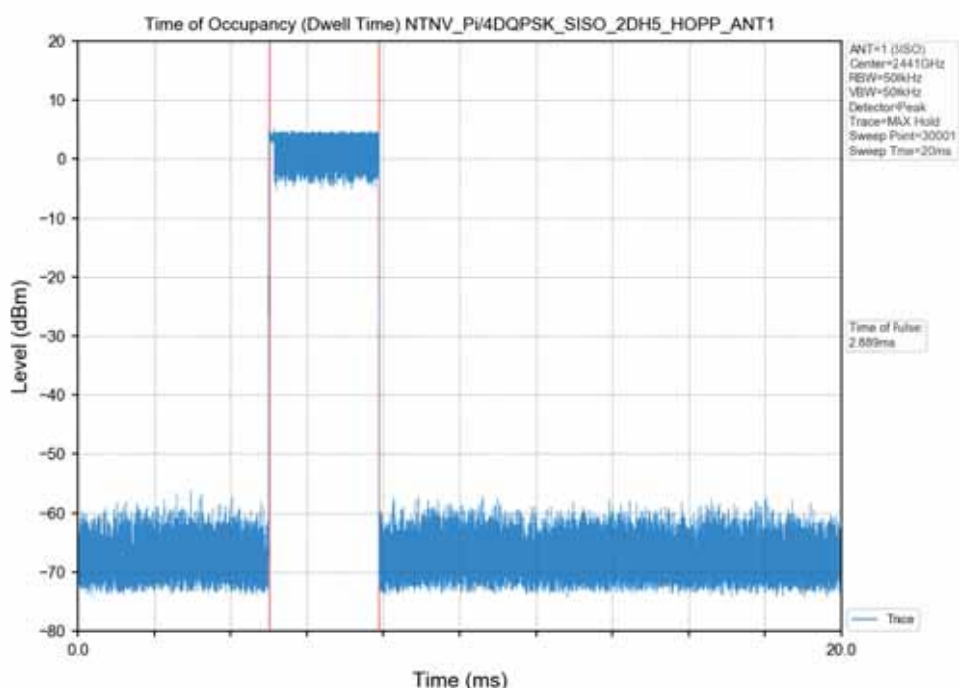 Time of Occupancy (Dwell Time) NTNV_Pi/4DQPSK_SISO_2DH5_HOPP_ANT1
20
10
0
−10
−20
−30
−40
−50
−60
−70
−80
Level (dBm)
0.0
20.0
Time (ms)
ANT=1 (SISO)
Center=2441GHz
RBW=500kHz
VBW=500kHz
Detector=Peak
Trace=MAX Hold
Sweep Point=30001
Sweep Time=20ms
Time of Pulse
2.889ms
Trace